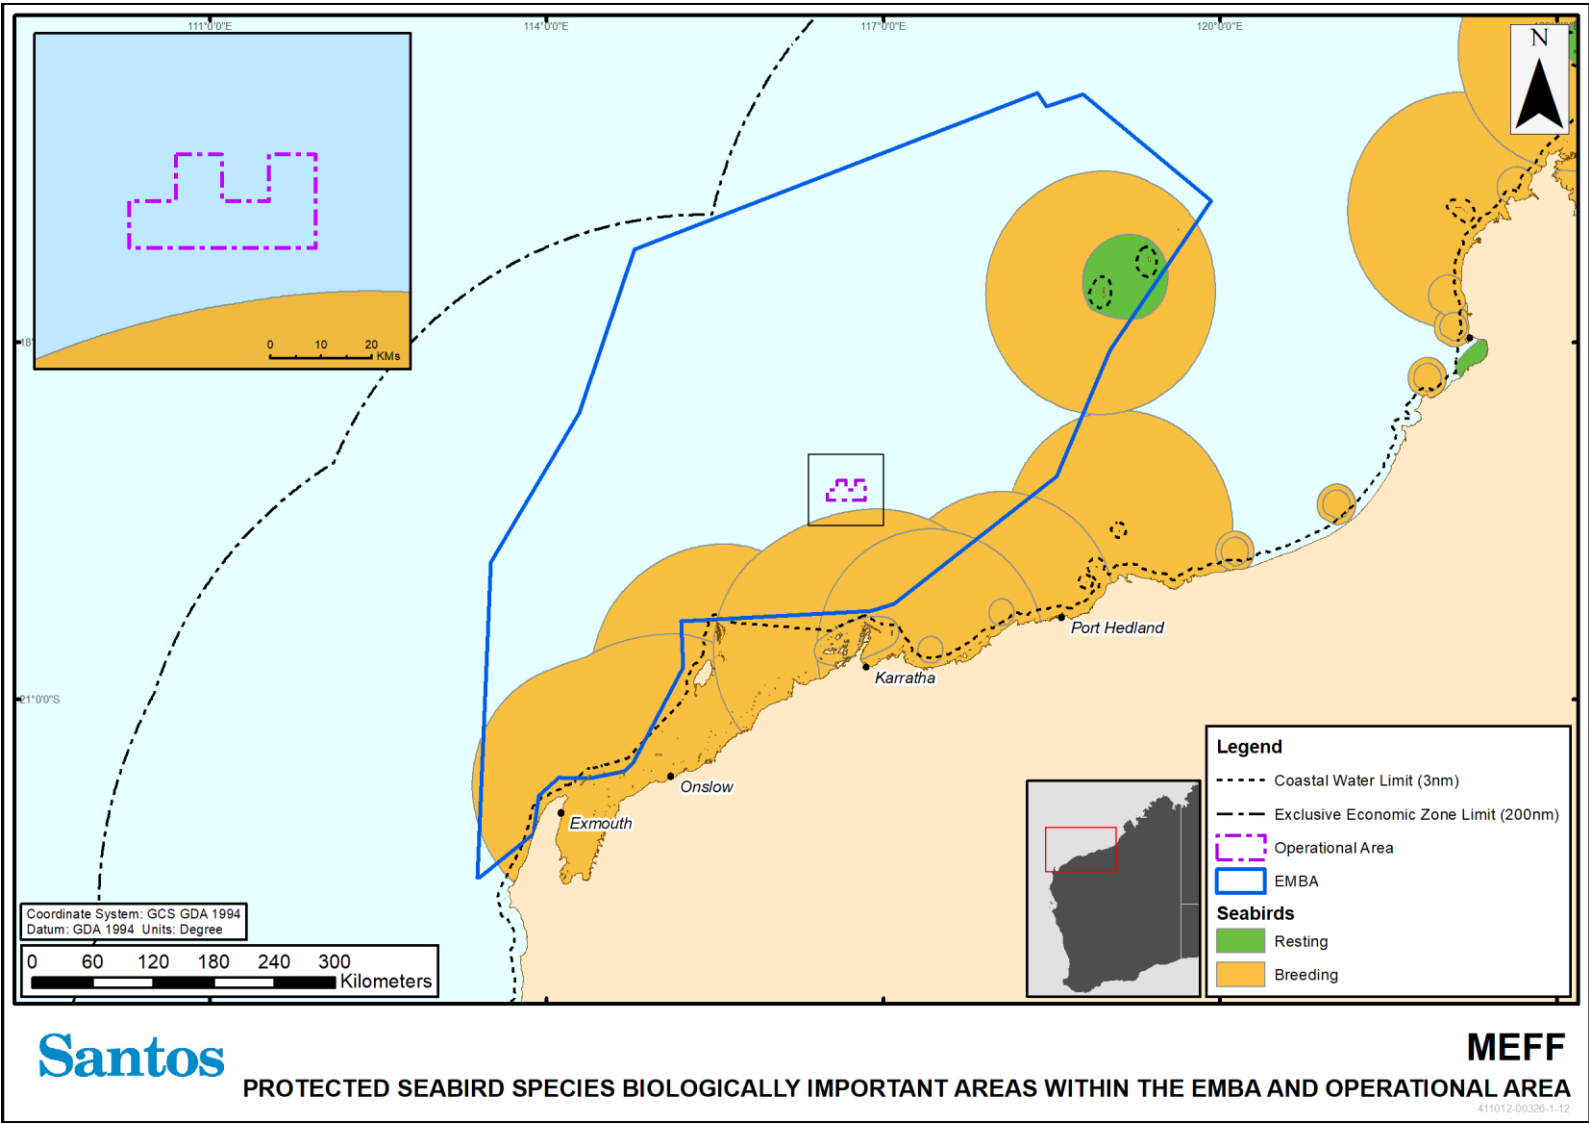 111°0'0"E
114°0'0"E
117°0'0"E
120°0'0"E
N
0 10 20
KMs
18°
21°0'0"S
Port Hedland
Karratha
Onslow
Exmouth
Legend
Coastal Water Limit (3nm)
Exclusive Economic Zone Limit (200nm)
Operational Area
EMBA
Seabirds
Resting
Breeding
Coordinate System: GCS GDA 1994
Datum: GDA 1994 Units: Degree
0 60 120 180 240 300
Kilometers
Santos
MEFF
PROTECTED SEABIRD SPECIES BIOLOGICALLY IMPORTANT AREAS WITHIN THE EMBA AND OPERATIONAL AREA
411012-00326-1-12